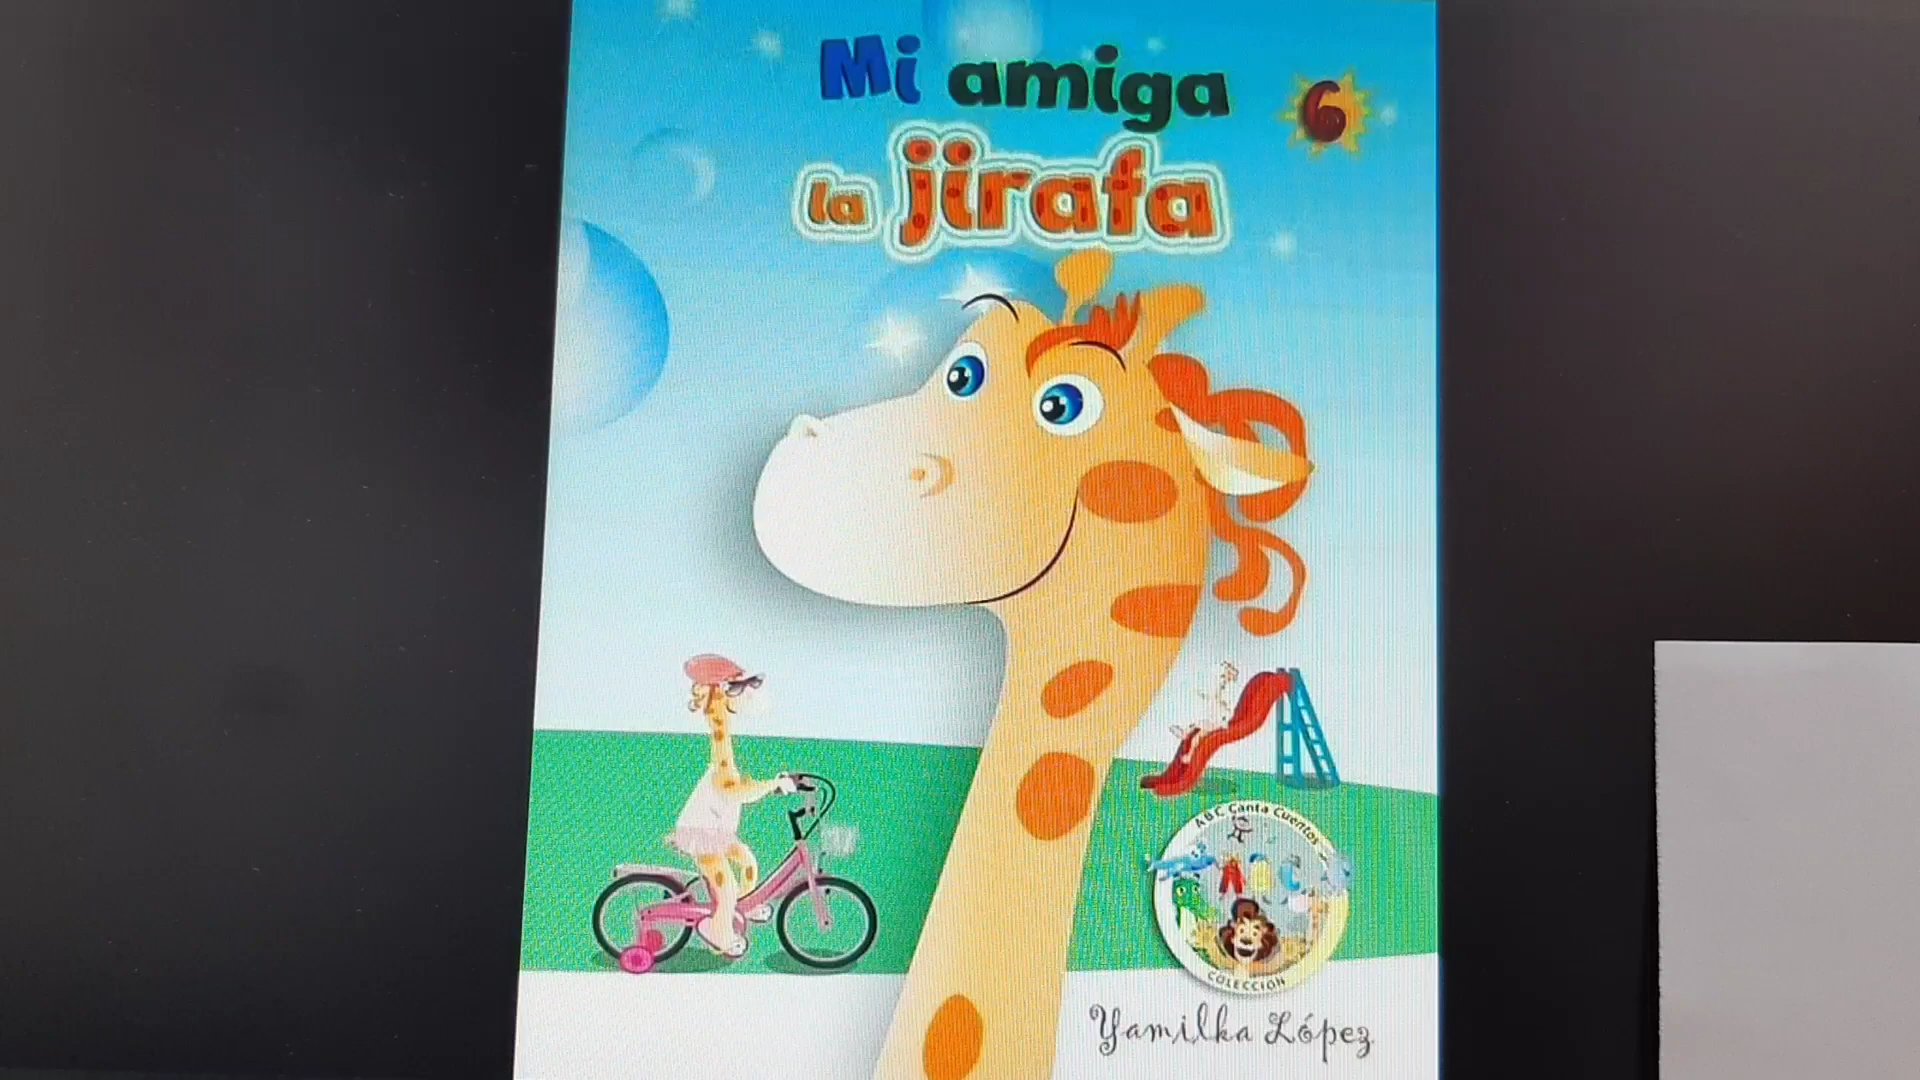 Mi amiga
6
la jirafa
ABC Canta Cuentos
COLECCIÓN
Yamilka López